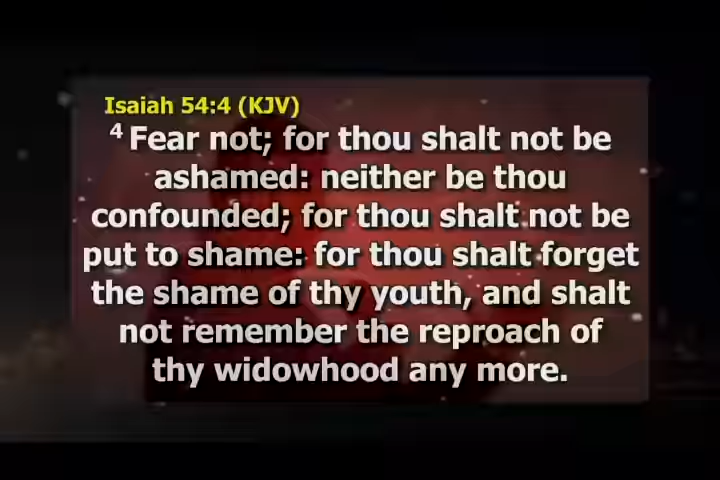 Isaiah 54:4 (KJV)
4 Fear not; for thou shalt not be
ashamed: neither be thou
confounded; for thou shalt not be
put to shame: for thou shalt forget
the shame of thy youth, and shalt
not remember the reproach of
thy widowhood any more.